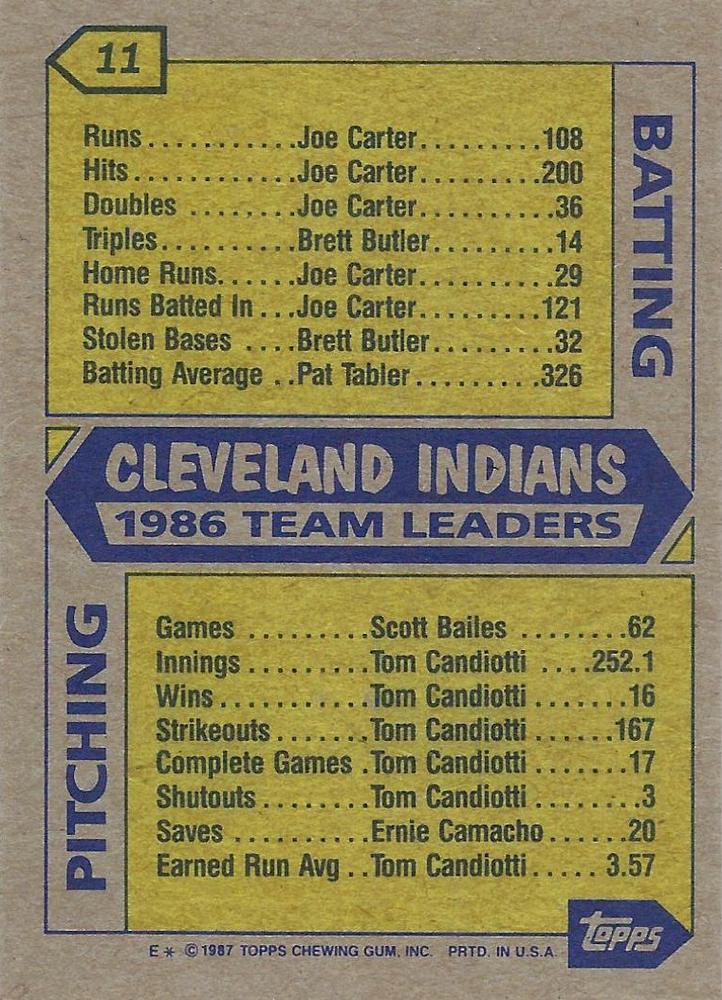 11
BATTING
Runs...........Joe Carter.........108
Hits............Joe Carter.........200
Doubles ........Joe Carter..........36
Triples..........Brett Butler.........14
Home Runs......Joe Carter..........29
Runs Batted In ...Joe Carter.........121
Stolen Bases ....Brett Butler.........32
Batting Average ..Pat Tabler.........326
CLEVELAND INDIANS
1986 TEAM LEADERS
PITCHING
Games .........Scott Bailes ........62
Innings .........Tom Candiotti ....252.1
Wins...........Tom Candiotti .......16
Strikeouts .......Tom Candiotti ......167
Complete Games .Tom Candiotti .......17
Shutouts ........Tom Candiotti ........3
Saves ..........Ernie Camacho......20
Earned Run Avg ..Tom Candiotti..... 3.57
TOPPS
E* ©1987 TOPPS CHEWING GUM, INC. PRTD. IN U.S.A.